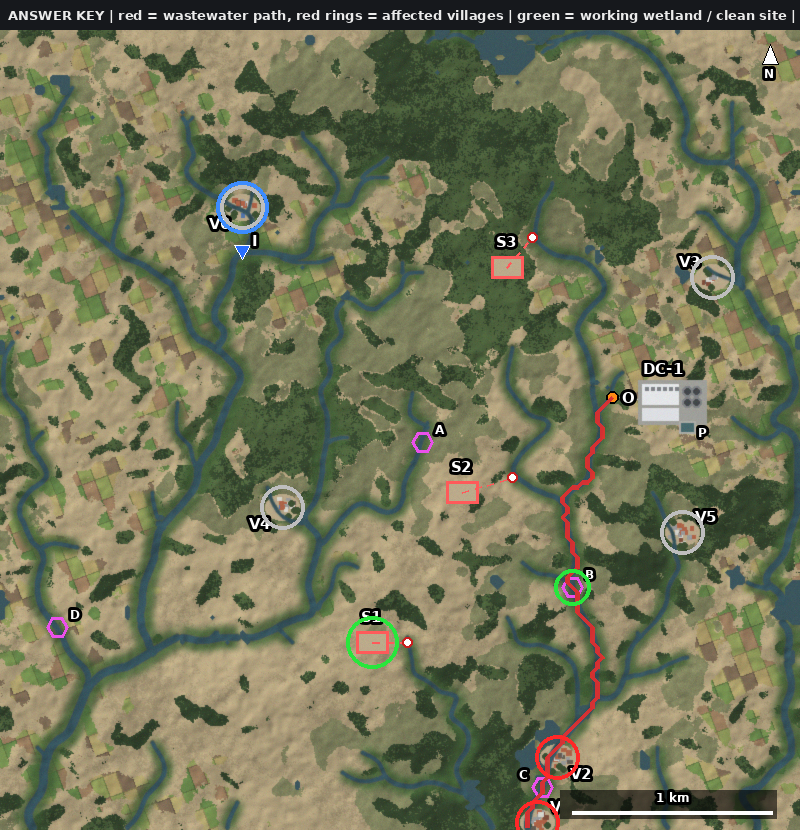 ANSWER KEY | red = wastewater path, red rings = affected villages | green = working wetland / clean site |
N
S3
I
V3
DC-1
O
P
A
S2
V4
V5
B
D
S1
V2
C
1 km